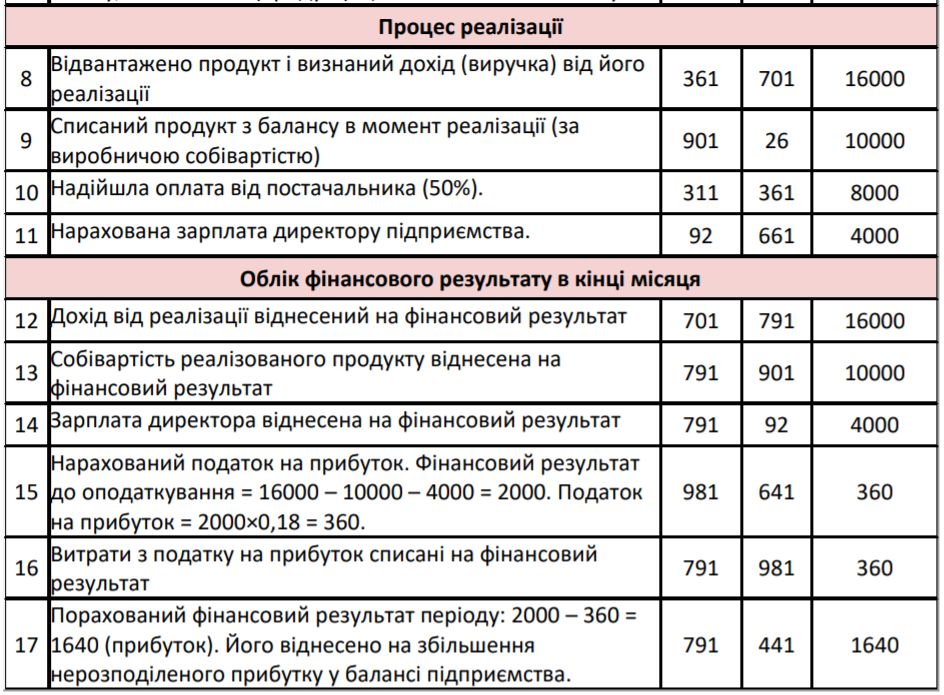 Процес реалізації
8 Відвантажено продукт і визнаний дохід (виручка) від його реалізації 361 701 16000
9 Списаний продукт з балансу в момент реалізації (за виробничою собівартістю) 901 26 10000
10 Надійшла оплата від постачальника (50%). 311 361 8000
11 Нарахована зарплата директору підприємства. 92 661 4000
Облік фінансового результату в кінці місяця
12 Дохід від реалізації віднесений на фінансовий результат 701 791 16000
13 Собівартість реалізованого продукту віднесена на фінансовий результат 791 901 10000
14 Зарплата директора віднесена на фінансовий результат 791 92 4000
15 Нарахований податок на прибуток. Фінансовий результат до оподаткування = 16000 – 10000 – 4000 = 2000. Податок на прибуток = 2000×0,18 = 360. 981 641 360
16 Витрати з податку на прибуток списані на фінансовий результат 791 981 360
17 Порахований фінансовий результат періоду: 2000 – 360 = 1640 (прибуток). Його віднесено на збільшення нерозподіленого прибутку у балансі підприємства. 791 441 1640